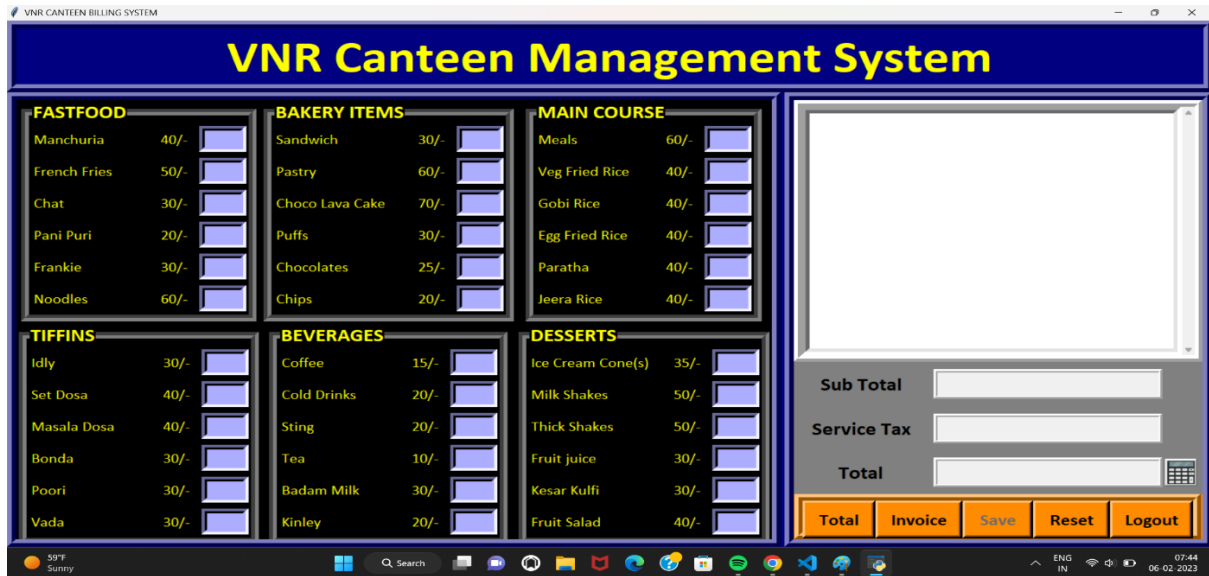 VNR CANTEEN BILLING SYSTEM
VNR Canteen Management System
FASTFOOD
Manchuria 40/-
French Fries 50/-
Chat 30/-
Pani Puri 20/-
Frankie 30/-
Noodles 60/-
BAKERY ITEMS
Sandwich 30/-
Pastry 60/-
Choco Lava Cake 70/-
Puffs 30/-
Chocolates 25/-
Chips 20/-
MAIN COURSE
Meals 60/-
Veg Fried Rice 40/-
Gobi Rice 40/-
Egg Fried Rice 40/-
Paratha 40/-
Jeera Rice 40/-
TIFFINS
Idly 30/-
Set Dosa 40/-
Masala Dosa 40/-
Bonda 30/-
Poori 30/-
Vada 30/-
BEVERAGES
Coffee 15/-
Cold Drinks 20/-
Sting 20/-
Tea 10/-
Badam Milk 30/-
Kinley 20/-
DESSERTS
Ice Cream Cone(s) 35/-
Milk Shakes 50/-
Thick Shakes 50/-
Fruit juice 30/-
Kesar Kulfi 30/-
Fruit Salad 40/-
Sub Total
Service Tax
Total
Total Invoice Save Reset Logout
59°F
Sunny
Search
ENG
IN
07:44
06-02-2023